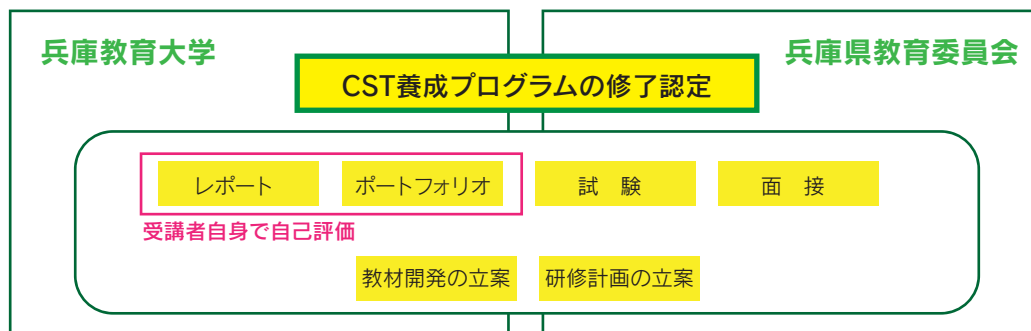 兵庫教育大学
兵庫県教育委員会
CST養成プログラムの修了認定
レポート
ポートフォリオ
試　験
面　接
受講者自身で自己評価
教材開発の立案
研修計画の立案